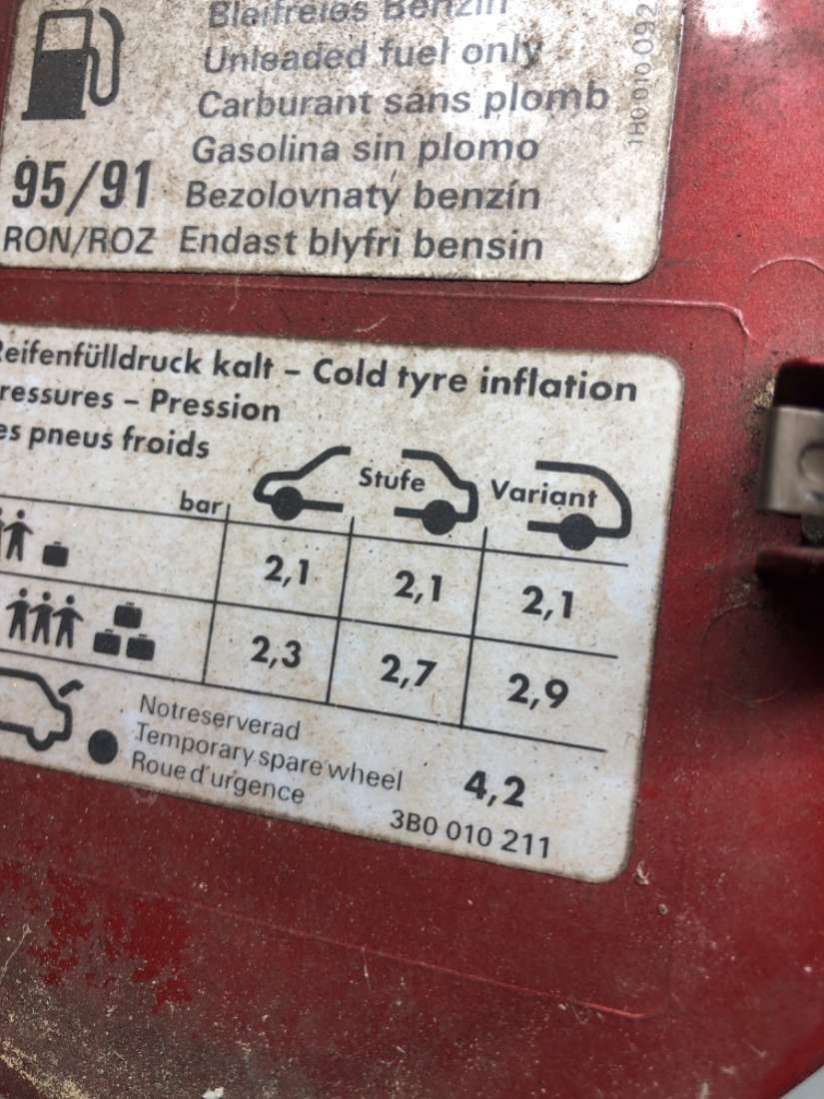 Bleifreies Benzin
Unleaded fuel only
Carburant sans plomb
Gasolina sin plomo
95/91 Bezolovnatý benzín
RON/ROZ Endast blyfri bensin
1H0 010 092
eifenfülldruck kalt – Cold tyre inflation
ressures – Pression
es pneus froids
Stufe Variant
bar
2,1 2,1 2,1
2,3 2,7 2,9
Notreserverad
Temporary spare wheel 4,2
Roue d'urgence
3B0 010 211